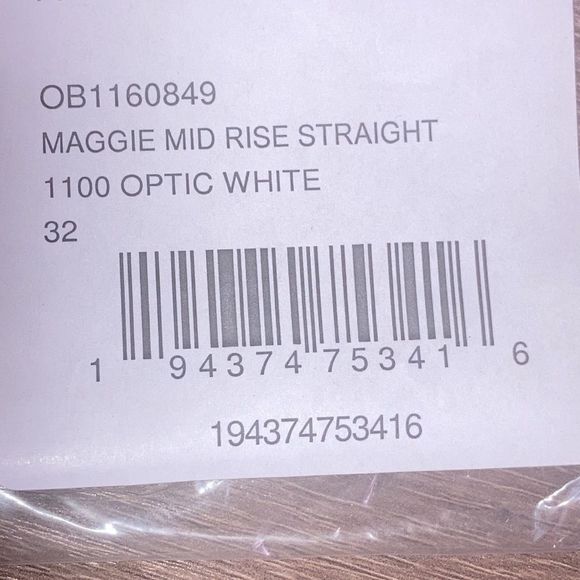 OB1160849
MAGGIE MID RISE STRAIGHT
1100 OPTIC WHITE
32
1 94374 75341 6
194374753416